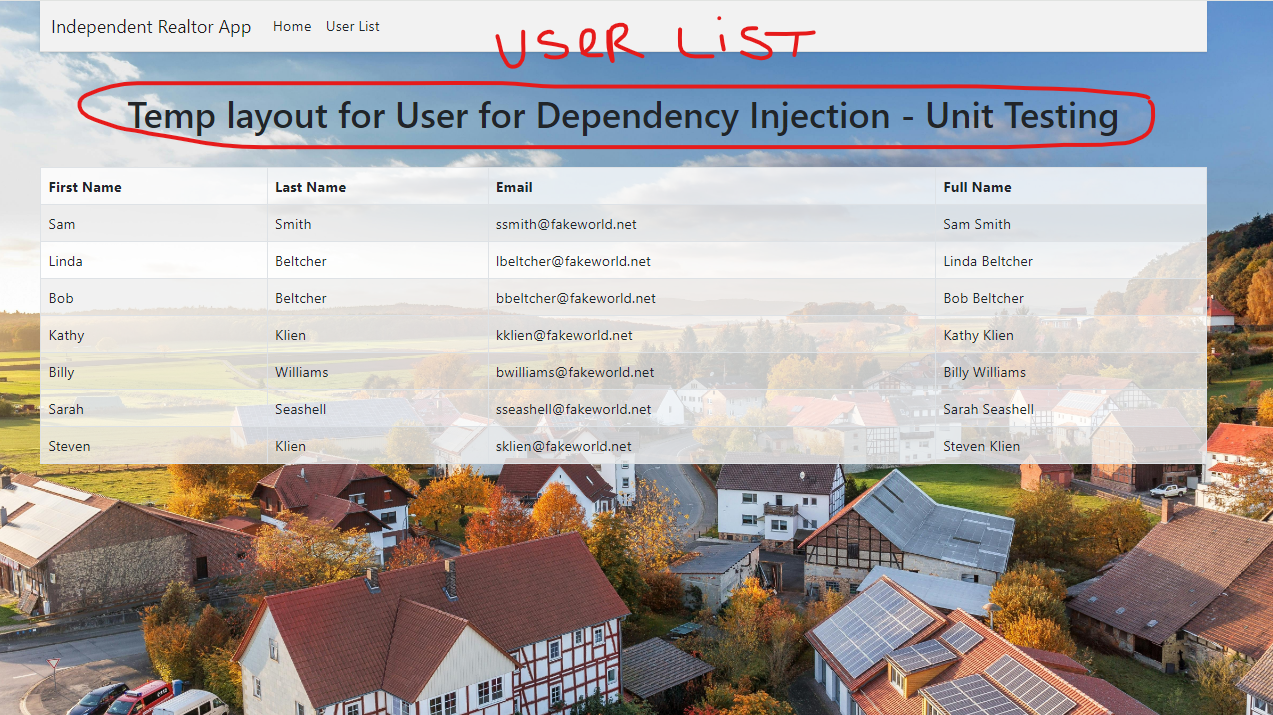 Independent Realtor App Home User List
USER LIST
Temp layout for User for Dependency Injection - Unit Testing
First Name Last Name Email Full Name
Sam Smith ssmith@fakeworld.net Sam Smith
Linda Beltcher lbeltcher@fakeworld.net Linda Beltcher
Bob Beltcher bbeltcher@fakeworld.net Bob Beltcher
Kathy Klien kklien@fakeworld.net Kathy Klien
Billy Williams bwilliams@fakeworld.net Billy Williams
Sarah Seashell sseashell@fakeworld.net Sarah Seashell
Steven Klien sklien@fakeworld.net Steven Klien